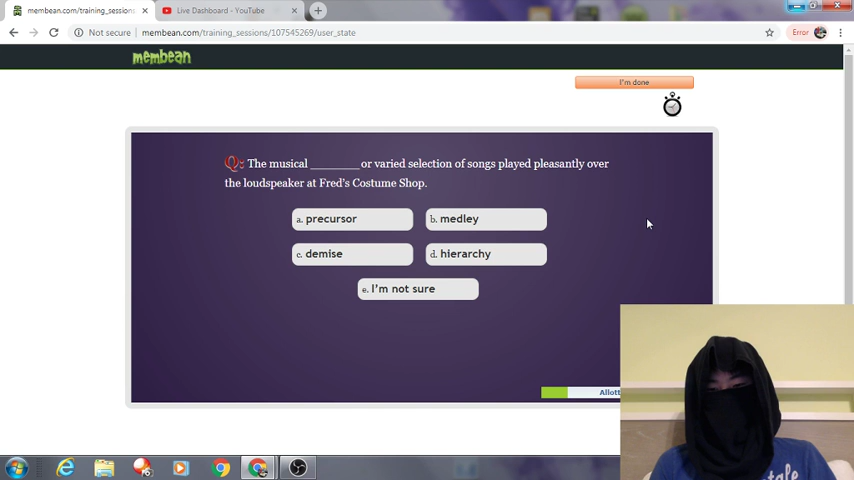 membean.com/training_sessions
Live Dashboard - YouTube
Not secure
membean.com/training_sessions/107545269/user_state
Error
membean
I'm done
Q: The musical _______ or varied selection of songs played pleasantly over
the loudspeaker at Fred's Costume Shop.
a. precursor
b. medley
c. demise
d. hierarchy
e. I'm not sure
Allott